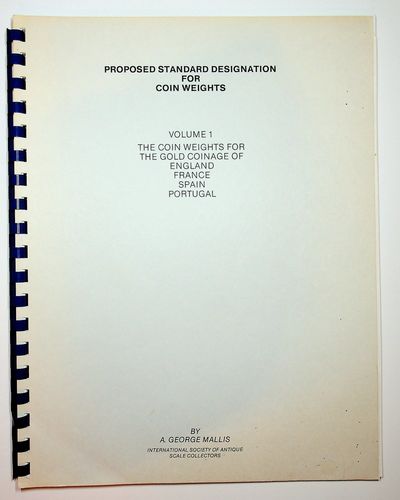 PROPOSED STANDARD DESIGNATION
FOR
COIN WEIGHTS
VOLUME 1
THE COIN WEIGHTS FOR
THE GOLD COINAGE OF
ENGLAND
FRANCE
SPAIN
PORTUGAL
BY
A. GEORGE MALLIS
INTERNATIONAL SOCIETY OF ANTIQUE
SCALE COLLECTORS